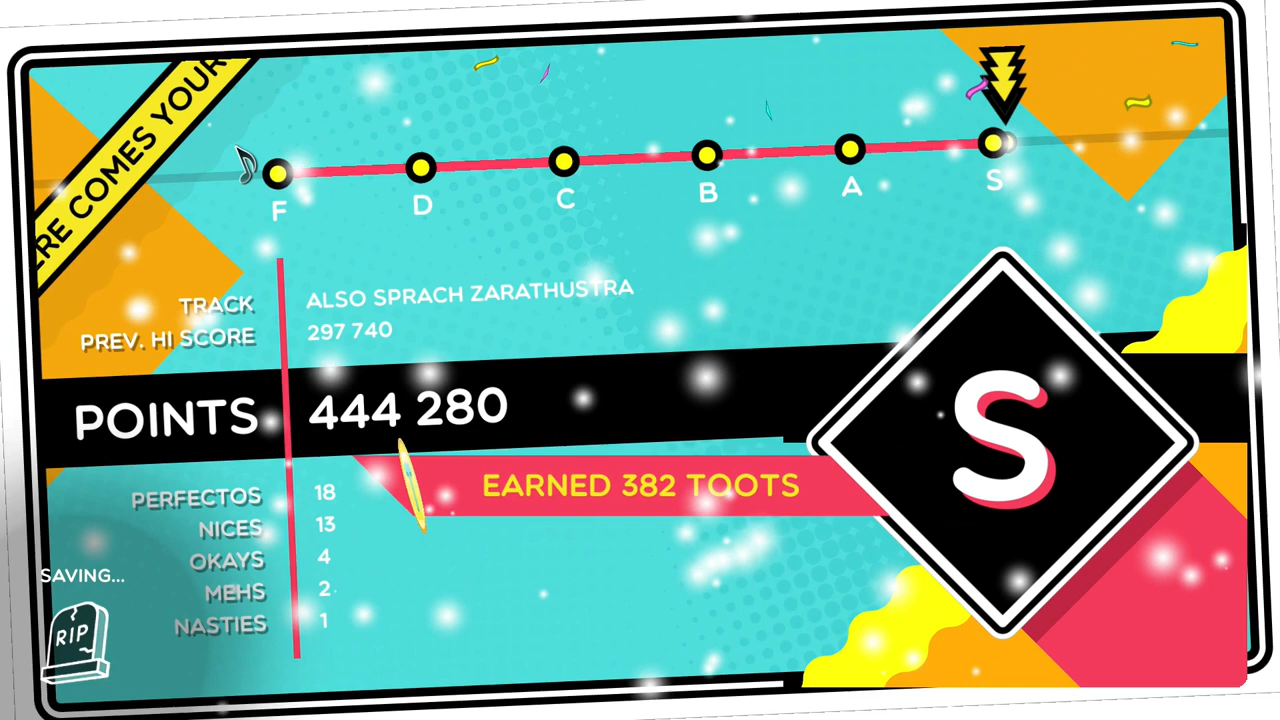 ERE COMES YOUR
F D C B A S
TRACK ALSO SPRACH ZARATHUSTRA
PREV. HI SCORE 297 740
POINTS 444 280
S
EARNED 382 TOOTS
PERFECTOS 18
NICES 13
OKAYS 4
MEHS 2
NASTIES 1
SAVING...
RIP